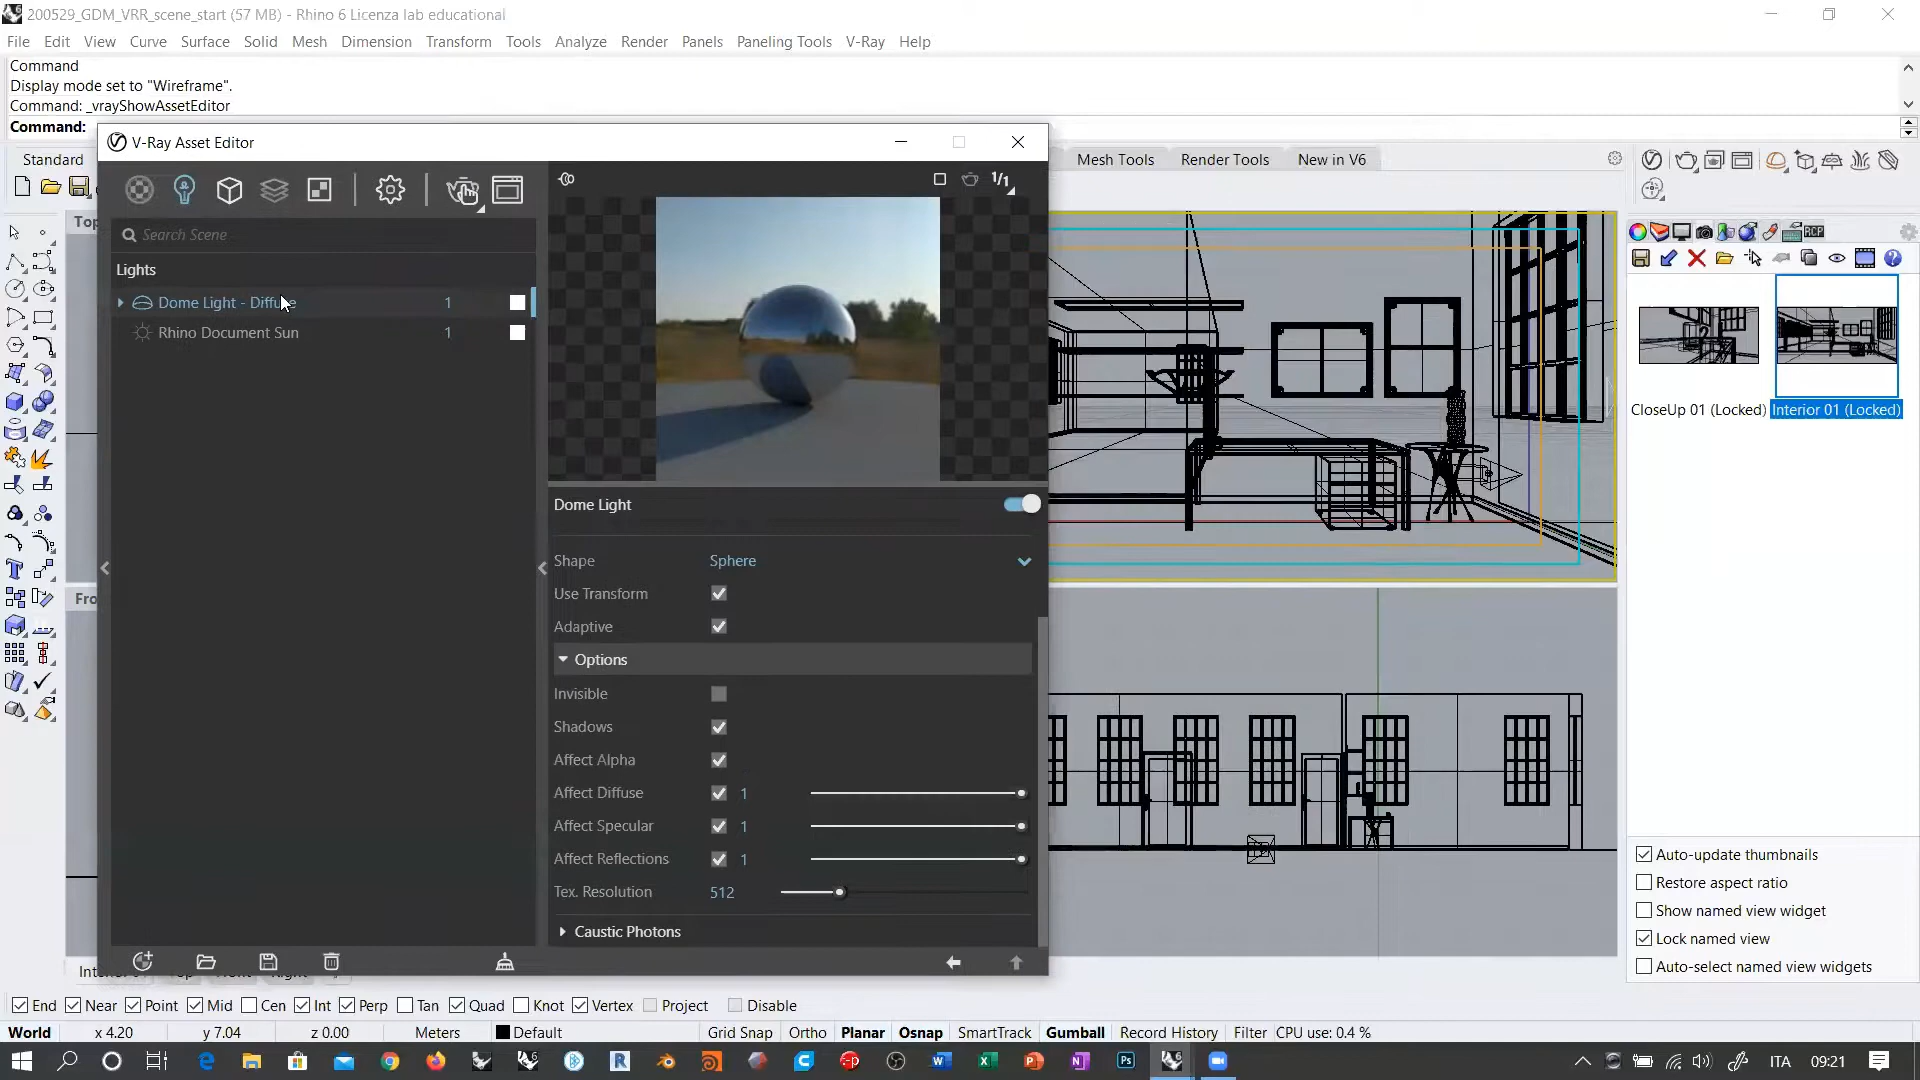 200529_GDM_VRR_scene_start (57 MB) - Rhino 6 Licenza lab educational
File Edit View Curve Surface Solid Mesh Dimension Transform Tools Analyze Render Panels Paneling Tools V-Ray Help
Command
Display mode set to "Wireframe".
Command: _vrayShowAssetEditor
Command:
V-Ray Asset Editor
Standard
Mesh Tools Render Tools New in V6
1/1
Top
Search Scene
RCP
Lights
Dome Light - Diffuse 1
Rhino Document Sun 1
CloseUp 01 (Locked) Interior 01 (Locked)
Dome Light
Shape Sphere
Use Transform
Adaptive
Fro
Options
Invisible
Shadows
Affect Alpha
Affect Diffuse 1
Affect Specular 1
Affect Reflections 1
Tex. Resolution 512
Caustic Photons
Auto-update thumbnails
Restore aspect ratio
Show named view widget
Lock named view
Auto-select named view widgets
End Near Point Mid Cen Int Perp Tan Quad Knot Vertex Project Disable
World x 4.20 y 7.04 z 0.00 Meters Default Grid Snap Ortho Planar Osnap SmartTrack Gumball Record History Filter CPU use: 0.4 %
ITA 09:21